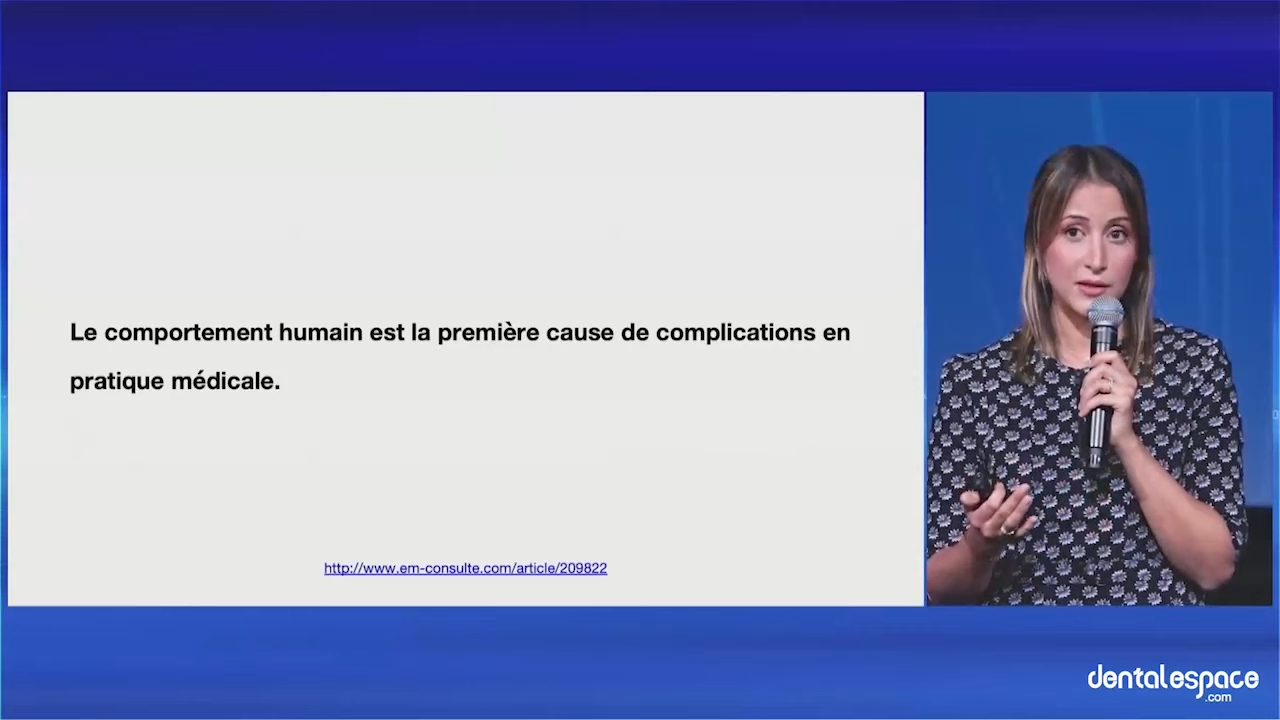 Le comportement humain est la première cause de complications en
pratique médicale.
http://www.em-consulte.com/article/209822
dentalespace
.com